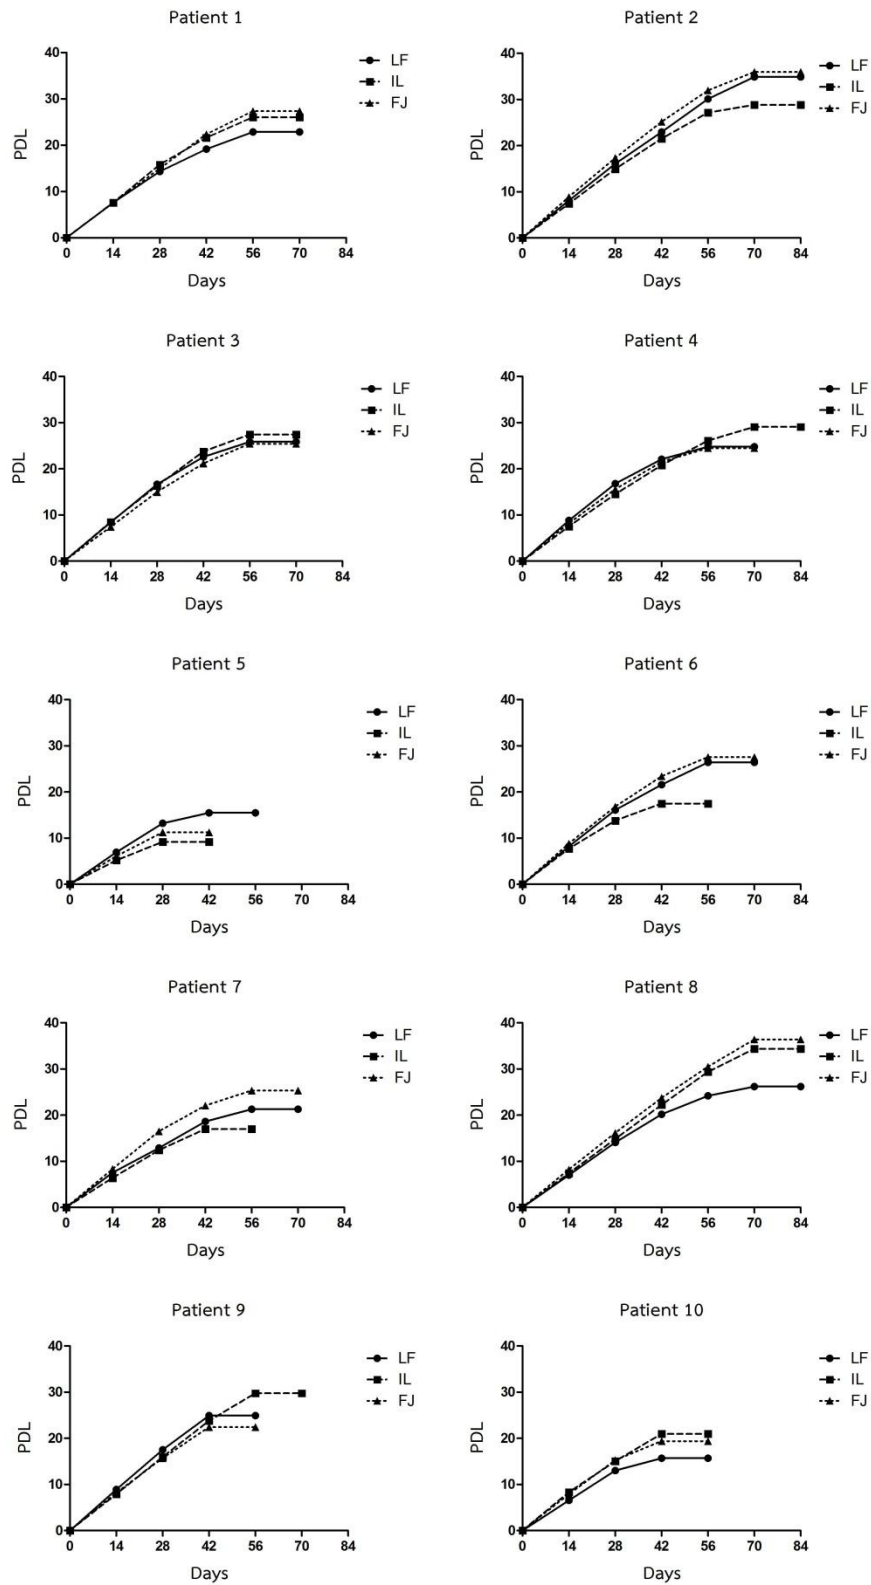 Patient 1
40
30
20
10
0
PDL
0 14 28 42 56 70 84
Days
LF
IL
FJ
Patient 2
40
30
20
10
0
PDL
0 14 28 42 56 70 84
Days
LF
IL
FJ
Patient 3
40
30
20
10
0
PDL
0 14 28 42 56 70 84
Days
LF
IL
FJ
Patient 4
40
30
20
10
0
PDL
0 14 28 42 56 70 84
Days
LF
IL
FJ
Patient 5
40
30
20
10
0
PDL
0 14 28 42 56 70 84
Days
LF
IL
FJ
Patient 6
40
30
20
10
0
PDL
0 14 28 42 56 70 84
Days
LF
IL
FJ
Patient 7
40
30
20
10
0
PDL
0 14 28 42 56 70 84
Days
LF
IL
FJ
Patient 8
40
30
20
10
0
PDL
0 14 28 42 56 70 84
Days
LF
IL
FJ
Patient 9
40
30
20
10
0
PDL
0 14 28 42 56 70 84
Days
LF
IL
FJ
Patient 10
40
30
20
10
0
PDL
0 14 28 42 56 70 84
Days
LF
IL
FJ